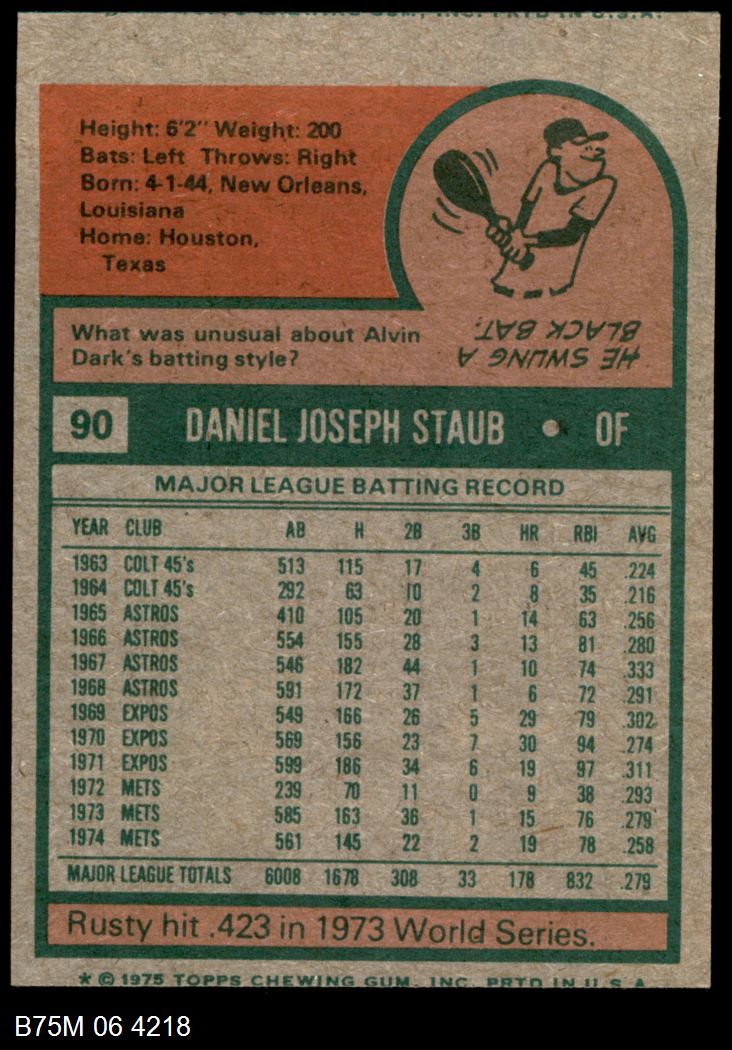 TOPPS CHEWING GUM, INC. PRTD IN U.S.A.
Height: 6'2" Weight: 200
Bats: Left Throws: Right
Born: 4-1-44, New Orleans,
Louisiana
Home: Houston,
Texas
What was unusual about Alvin
Dark's batting style?
HE SWUNG A
BLACK BAT.
90 DANIEL JOSEPH STAUB • OF
MAJOR LEAGUE BATTING RECORD
YEAR CLUB AB H 2B 3B HR RBI AVG
1963 COLT 45's 513 115 17 4 6 45 .224
1964 COLT 45's 292 63 10 2 8 35 .216
1965 ASTROS 410 105 20 1 14 63 .256
1966 ASTROS 554 155 28 3 13 81 .280
1967 ASTROS 546 182 44 1 10 74 .333
1968 ASTROS 591 172 37 1 6 72 .291
1969 EXPOS 549 166 26 5 29 79 .302
1970 EXPOS 569 156 23 7 30 94 .274
1971 EXPOS 599 186 34 6 19 97 .311
1972 METS 239 70 11 0 9 38 .293
1973 METS 585 163 36 1 15 76 .279
1974 METS 561 145 22 2 19 78 .258
MAJOR LEAGUE TOTALS 6008 1678 308 33 178 832 .279
Rusty hit .423 in 1973 World Series.
* © 1975 TOPPS CHEWING GUM, INC. PRTD IN U.S.A.
B75M 06 4218